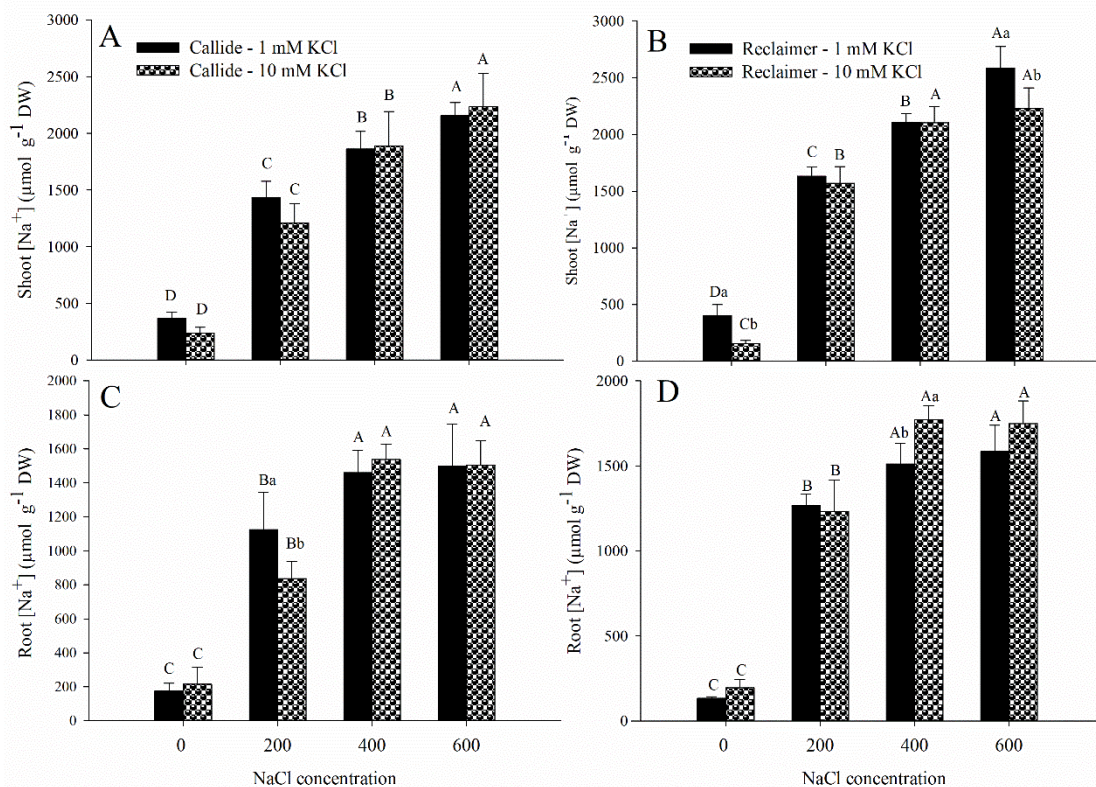 A
Callide - 1 mM KCl
Callide - 10 mM KCl
Shoot [Na+] (µmol g-1 DW)
3000
2500
2000
1500
1000
500
0
D
D
C
C
B
B
A
A
B
Reclaimer - 1 mM KCl
Reclaimer - 10 mM KCl
Shoot [Na+] (µmol g-1 DW)
3000
2500
2000
1500
1000
500
0
Da
Cb
C
B
B
A
Aa
Ab
C
Root [Na+] (µmol g-1 DW)
2000
1800
1600
1400
1200
1000
800
600
400
200
0
C
C
Ba
Bb
A
A
A
A
0 200 400 600
NaCl concentration
D
Root [Na+] (µmol g-1 DW)
2000
1500
1000
500
0
C
C
B
B
Ab
Aa
A
A
0 200 400 600
NaCl concentration